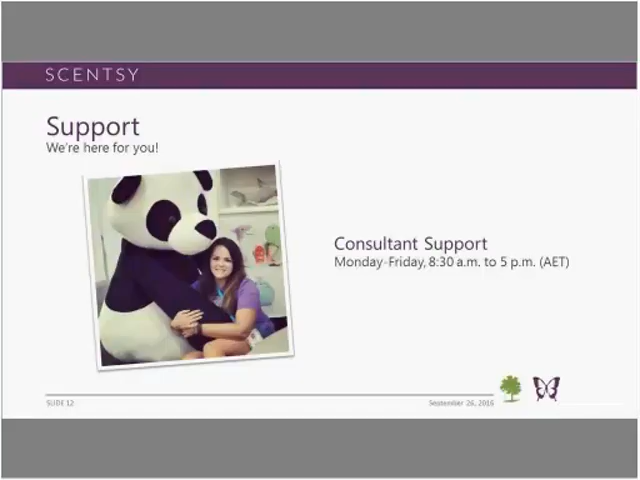 SCENTSY
Support
We're here for you!
Consultant Support
Monday-Friday, 8:30 a.m. to 5 p.m. (AET)
SLIDE 12
September 26, 2016